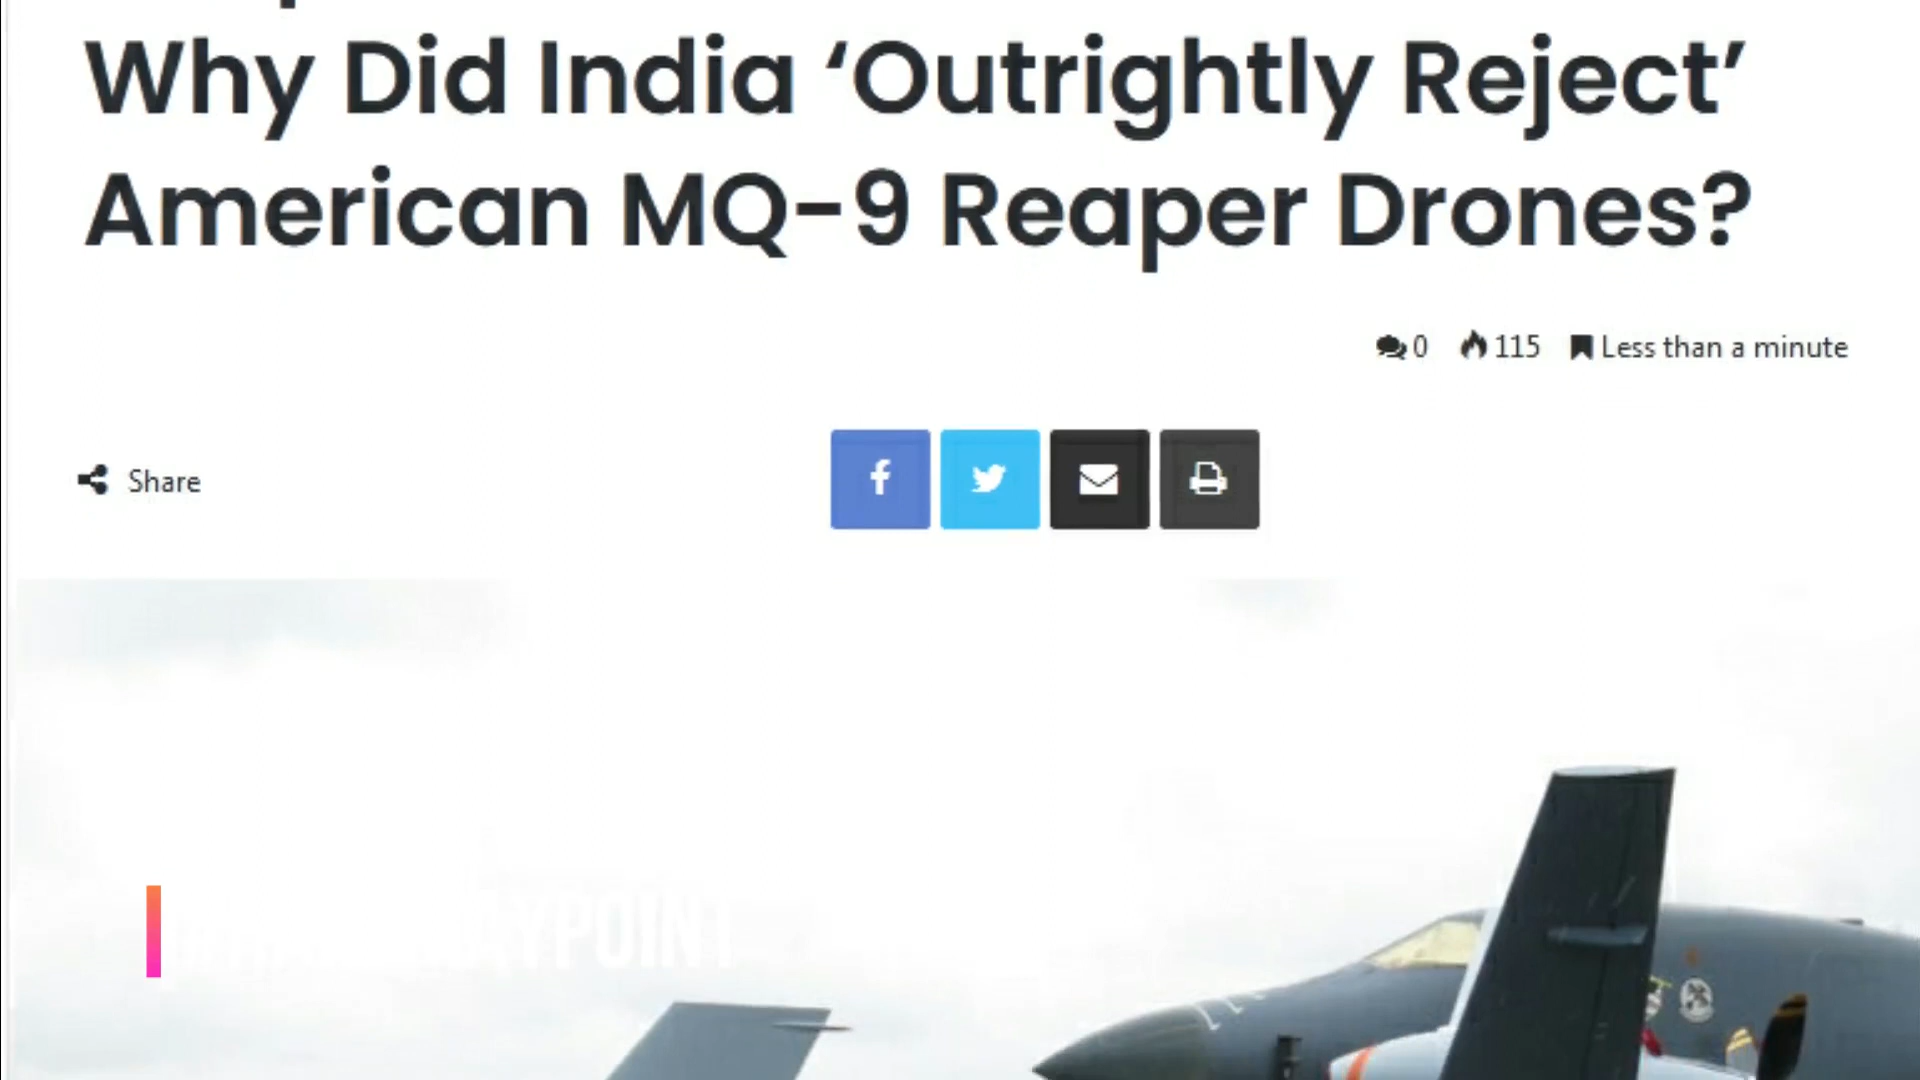 Why Did India ‘Outrightly Reject’
American MQ-9 Reaper Drones?
0 115 Less than a minute
Share